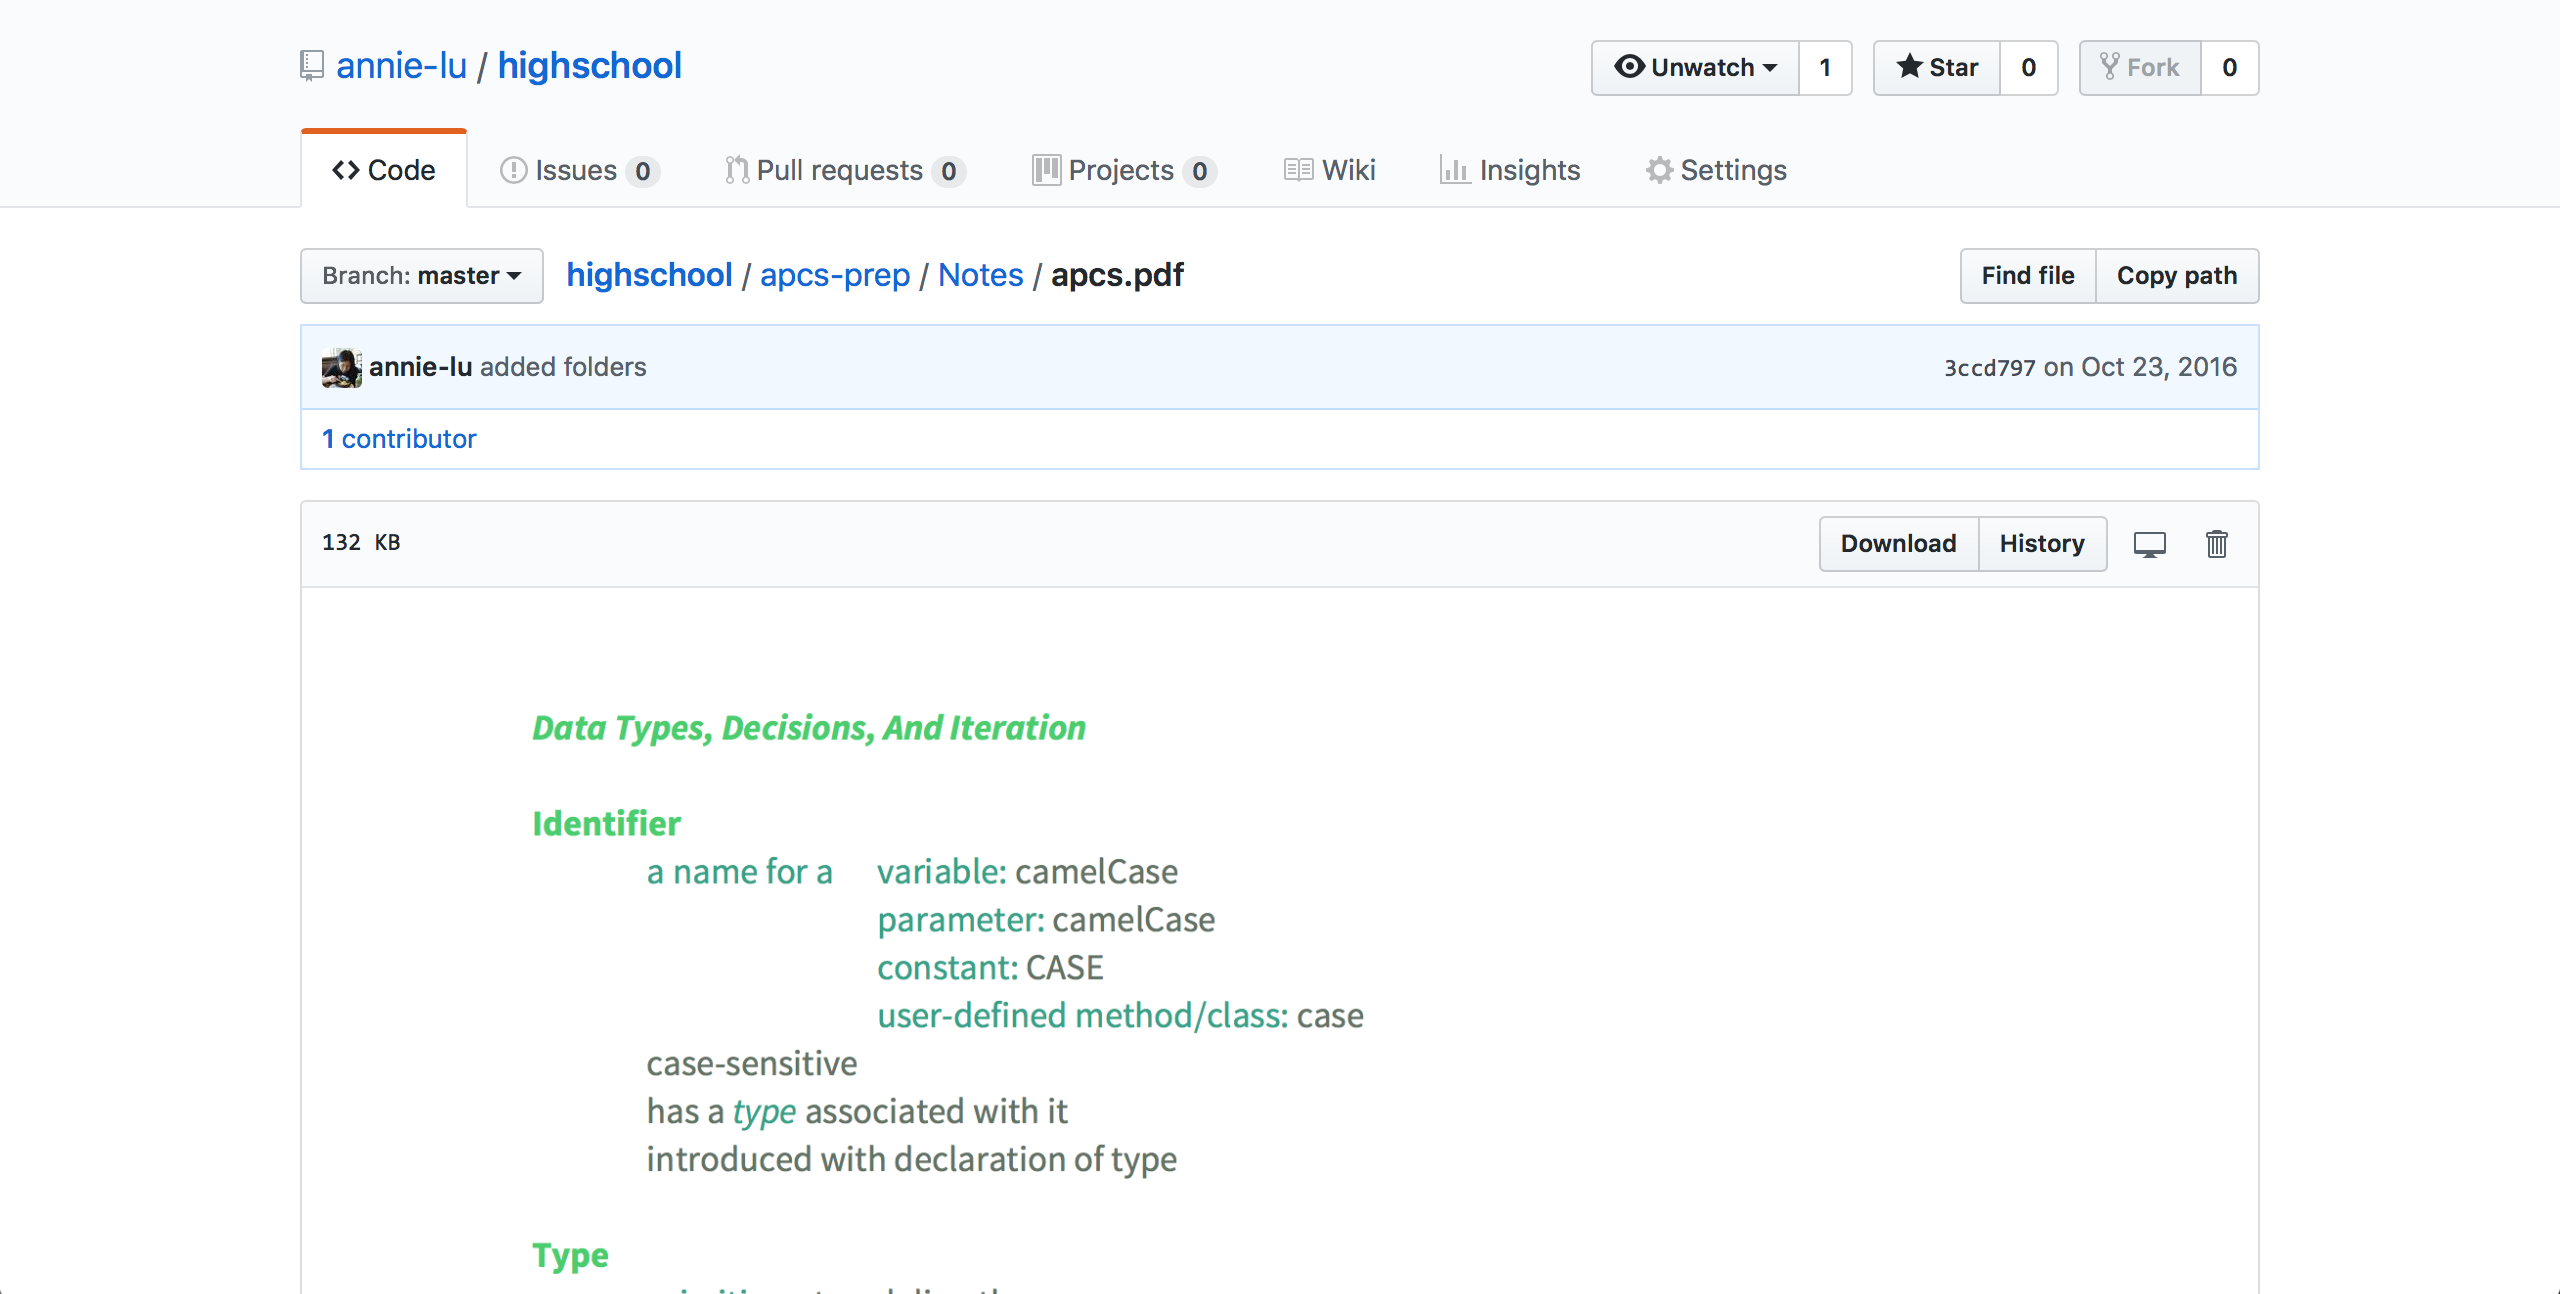 annie-lu / highschool
Unwatch 1 Star 0 Fork 0
Code Issues 0 Pull requests 0 Projects 0 Wiki Insights Settings
Branch: master highschool / apcs-prep / Notes / apcs.pdf Find file Copy path
annie-lu added folders 3ccd797 on Oct 23, 2016
1 contributor
132 KB Download History
Data Types, Decisions, And Iteration
Identifier
a name for a variable: camelCase
parameter: camelCase
constant: CASE
user-defined method/class: case
case-sensitive
has a type associated with it
introduced with declaration of type
Type